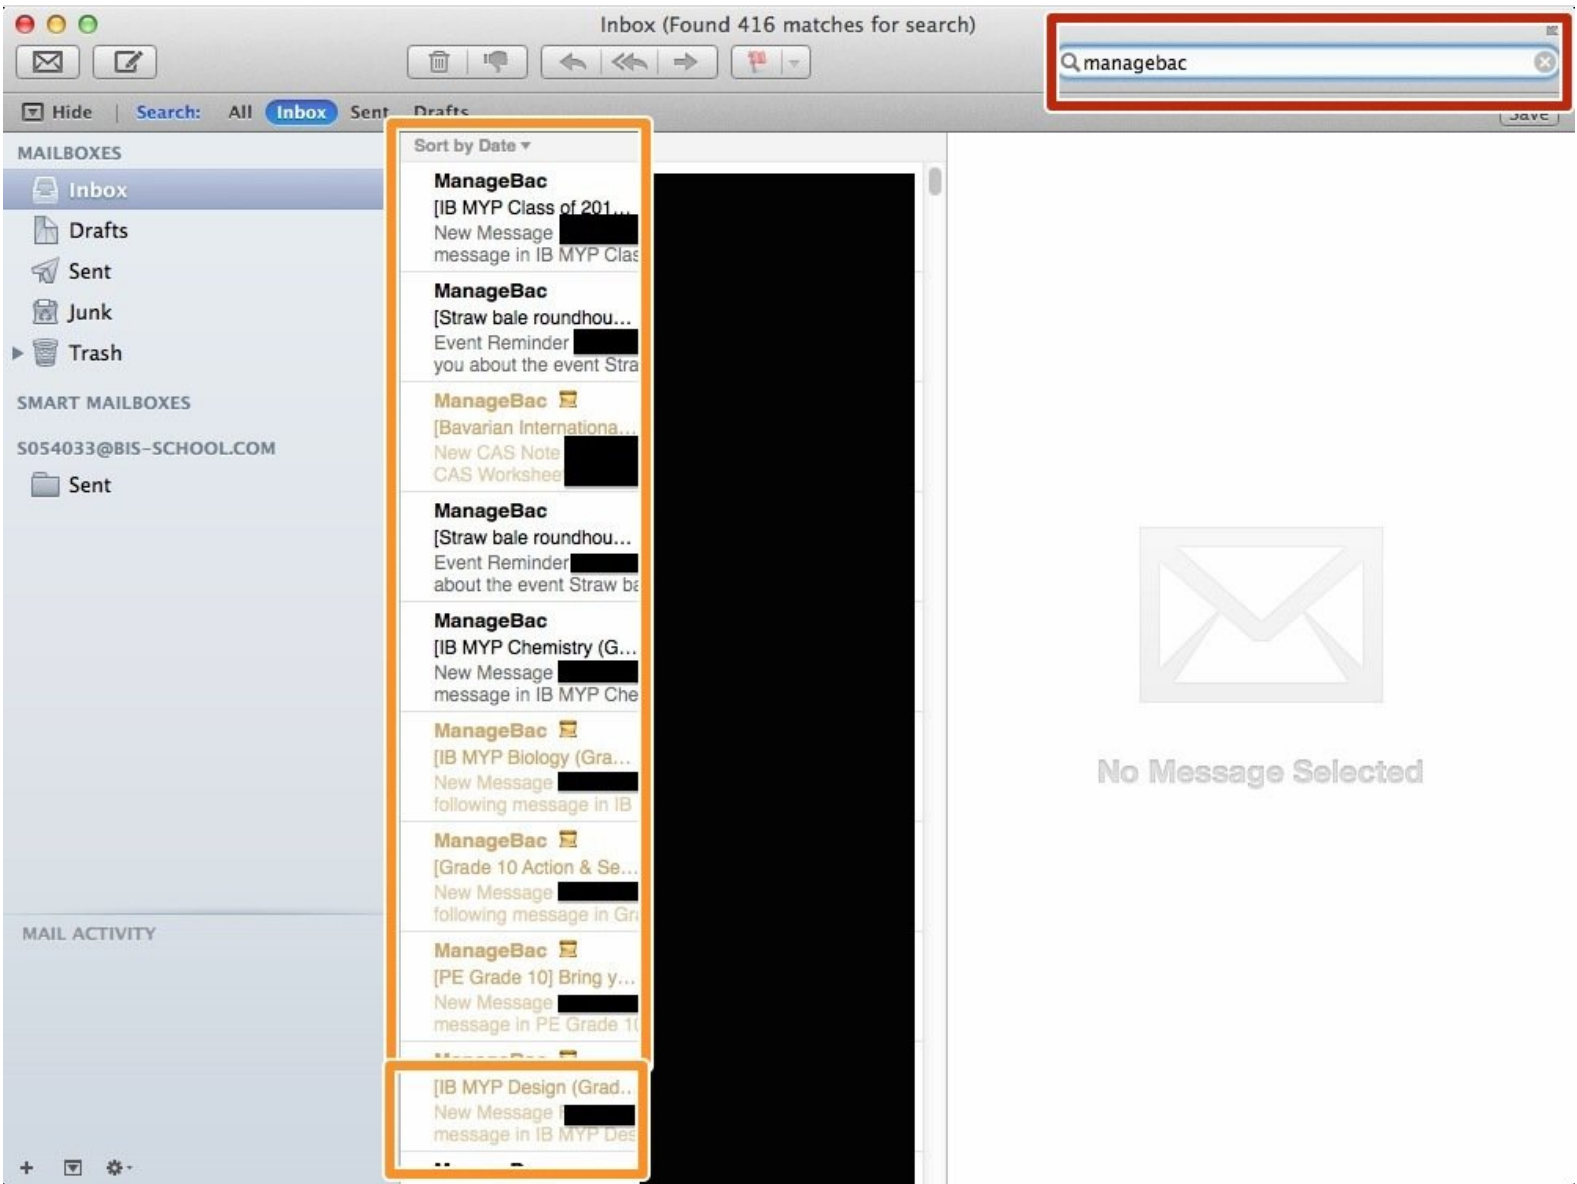 Inbox (Found 416 matches for search)
managebac
Hide | Search: All Inbox Sent Drafts
Save
MAILBOXES
Inbox
Drafts
Sent
Junk
Trash
SMART MAILBOXES
S054033@BIS-SCHOOL.COM
Sent
MAIL ACTIVITY
Sort by Date
ManageBac
[IB MYP Class of 201...
New Message
message in IB MYP Clas
ManageBac
[Straw bale roundhou...
Event Reminder
you about the event Stra
ManageBac
[Bavarian Internationa...
New CAS Note
CAS Workshee
ManageBac
[Straw bale roundhou...
Event Reminder
about the event Straw ba
ManageBac
[IB MYP Chemistry (G...
New Message
message in IB MYP Che
ManageBac
[IB MYP Biology (Gra...
New Message
following message in IB
ManageBac
[Grade 10 Action & Se...
New Message
following message in Gra
ManageBac
[PE Grade 10] Bring y...
New Message
message in PE Grade 10
ManageBac
[IB MYP Design (Grad...
New Message
message in IB MYP Des
No Message Selected